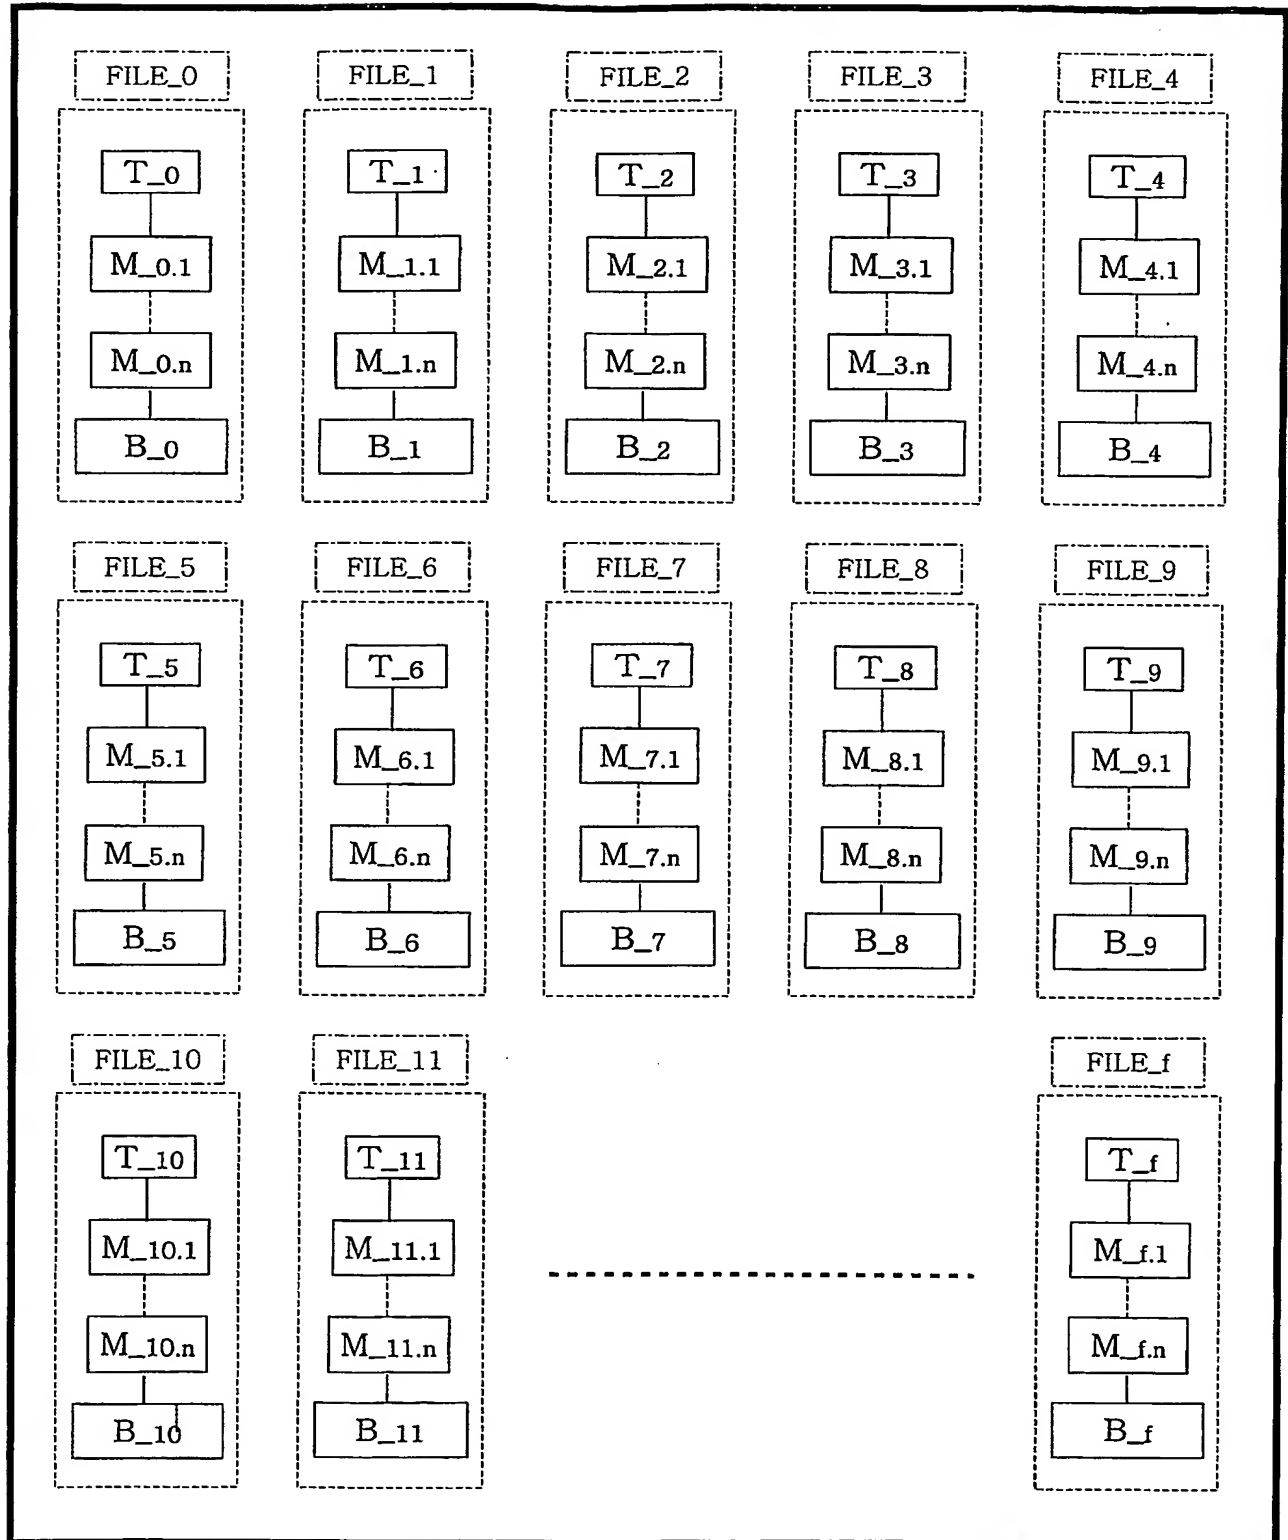 FILE_0 FILE_1 FILE_2 FILE_3 FILE_4
T_0 T_1 T_2 T_3 T_4
M_0.1 M_1.1 M_2.1 M_3.1 M_4.1
M_0.n M_1.n M_2.n M_3.n M_4.n
B_0 B_1 B_2 B_3 B_4
FILE_5 FILE_6 FILE_7 FILE_8 FILE_9
T_5 T_6 T_7 T_8 T_9
M_5.1 M_6.1 M_7.1 M_8.1 M_9.1
M_5.n M_6.n M_7.n M_8.n M_9.n
B_5 B_6 B_7 B_8 B_9
FILE_10 FILE_11 FILE_f
T_10 T_11 T_f
M_10.1 M_11.1 M_f.1
M_10.n M_11.n M_f.n
B_10 B_11 B_f